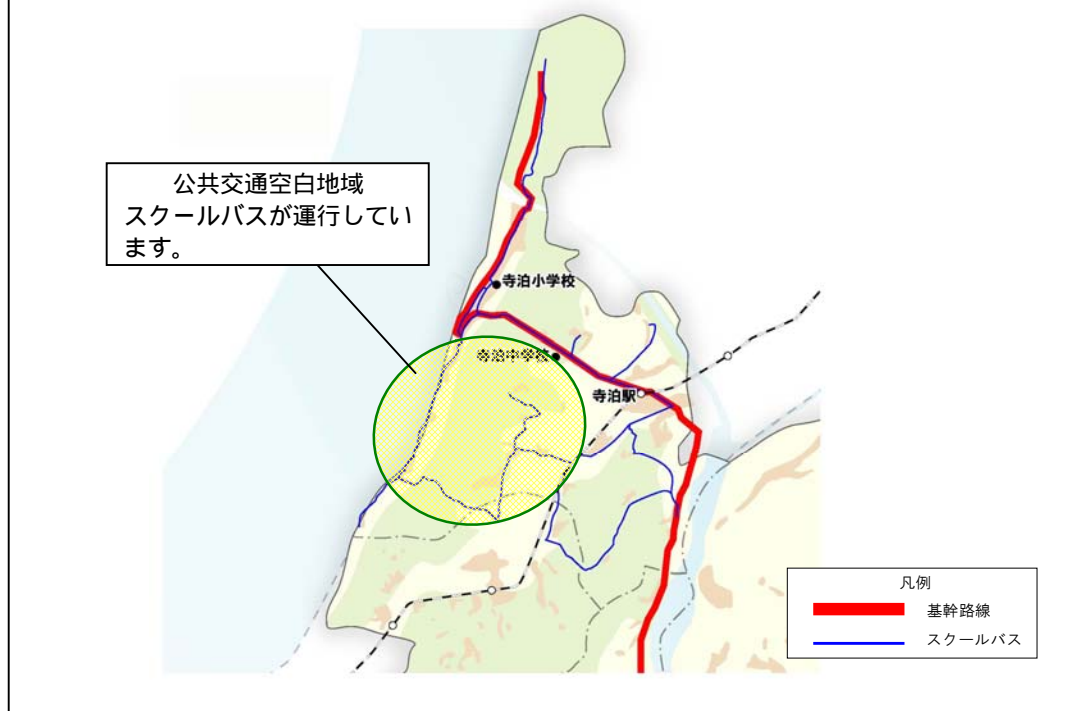 公共交通空白地域
スクールバスが運行してい
ます。
寺泊小学校
寺泊中学校
寺泊駅
凡例
基幹路線
スクールバス